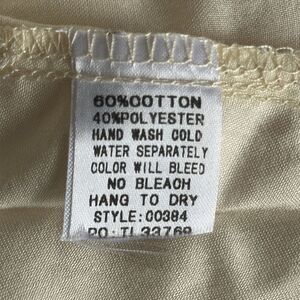 60%COTTON
40%POLYESTER
HAND WASH COLD
WATER SEPARATELY
COLOR WILL BLEED
NO BLEACH
HANG TO DRY
STYLE:00384
PO:TL33769